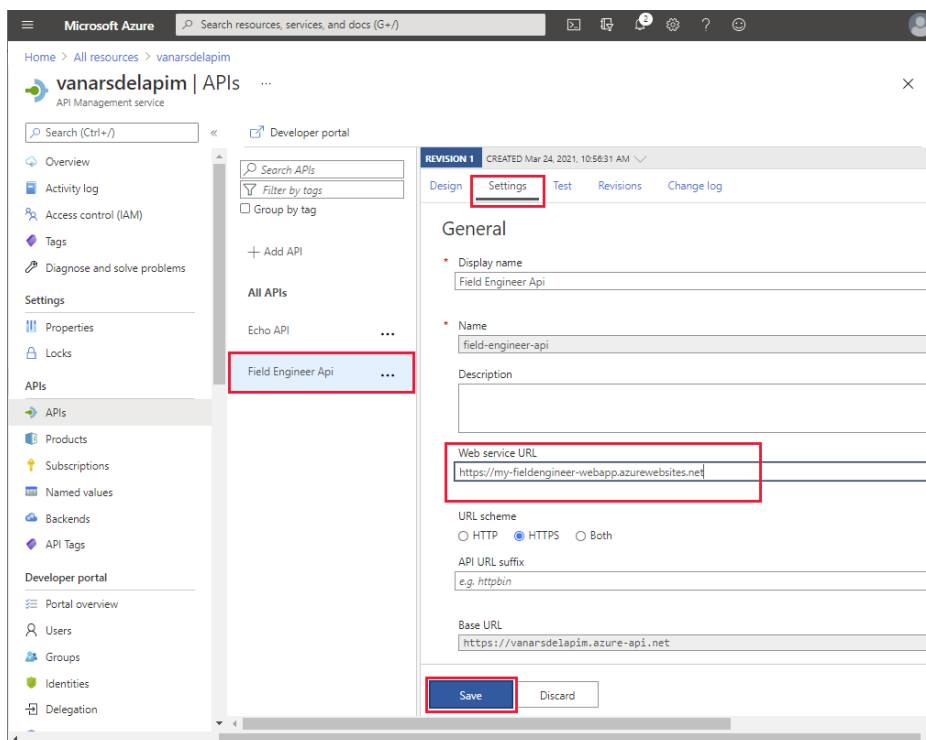 Microsoft Azure
Search resources, services, and docs (G+/)
2
Home > All resources > vanarsdelapim
vanarsdelapim | APIs ...
API Management service
Search (Ctrl+/)
«
Overview
Activity log
Access control (IAM)
Tags
Diagnose and solve problems
Settings
Properties
Locks
APIs
APIs
Products
Subscriptions
Named values
Backends
API Tags
Developer portal
Portal overview
Users
Groups
Identities
Delegation
Developer portal
Search APIs
Filter by tags
Group by tag
+ Add API
All APIs
Echo API ...
Field Engineer Api ...
REVISION 1 CREATED Mar 24, 2021, 10:56:31 AM
Design Settings Test Revisions Change log
General
* Display name
Field Engineer Api
* Name
field-engineer-api
Description
Web service URL
https://my-fieldengineer-webapp.azurewebsites.net
URL scheme
HTTP HTTPS Both
API URL suffix
e.g. httpbin
Base URL
https://vanarsdelapim.azure-api.net
Save Discard